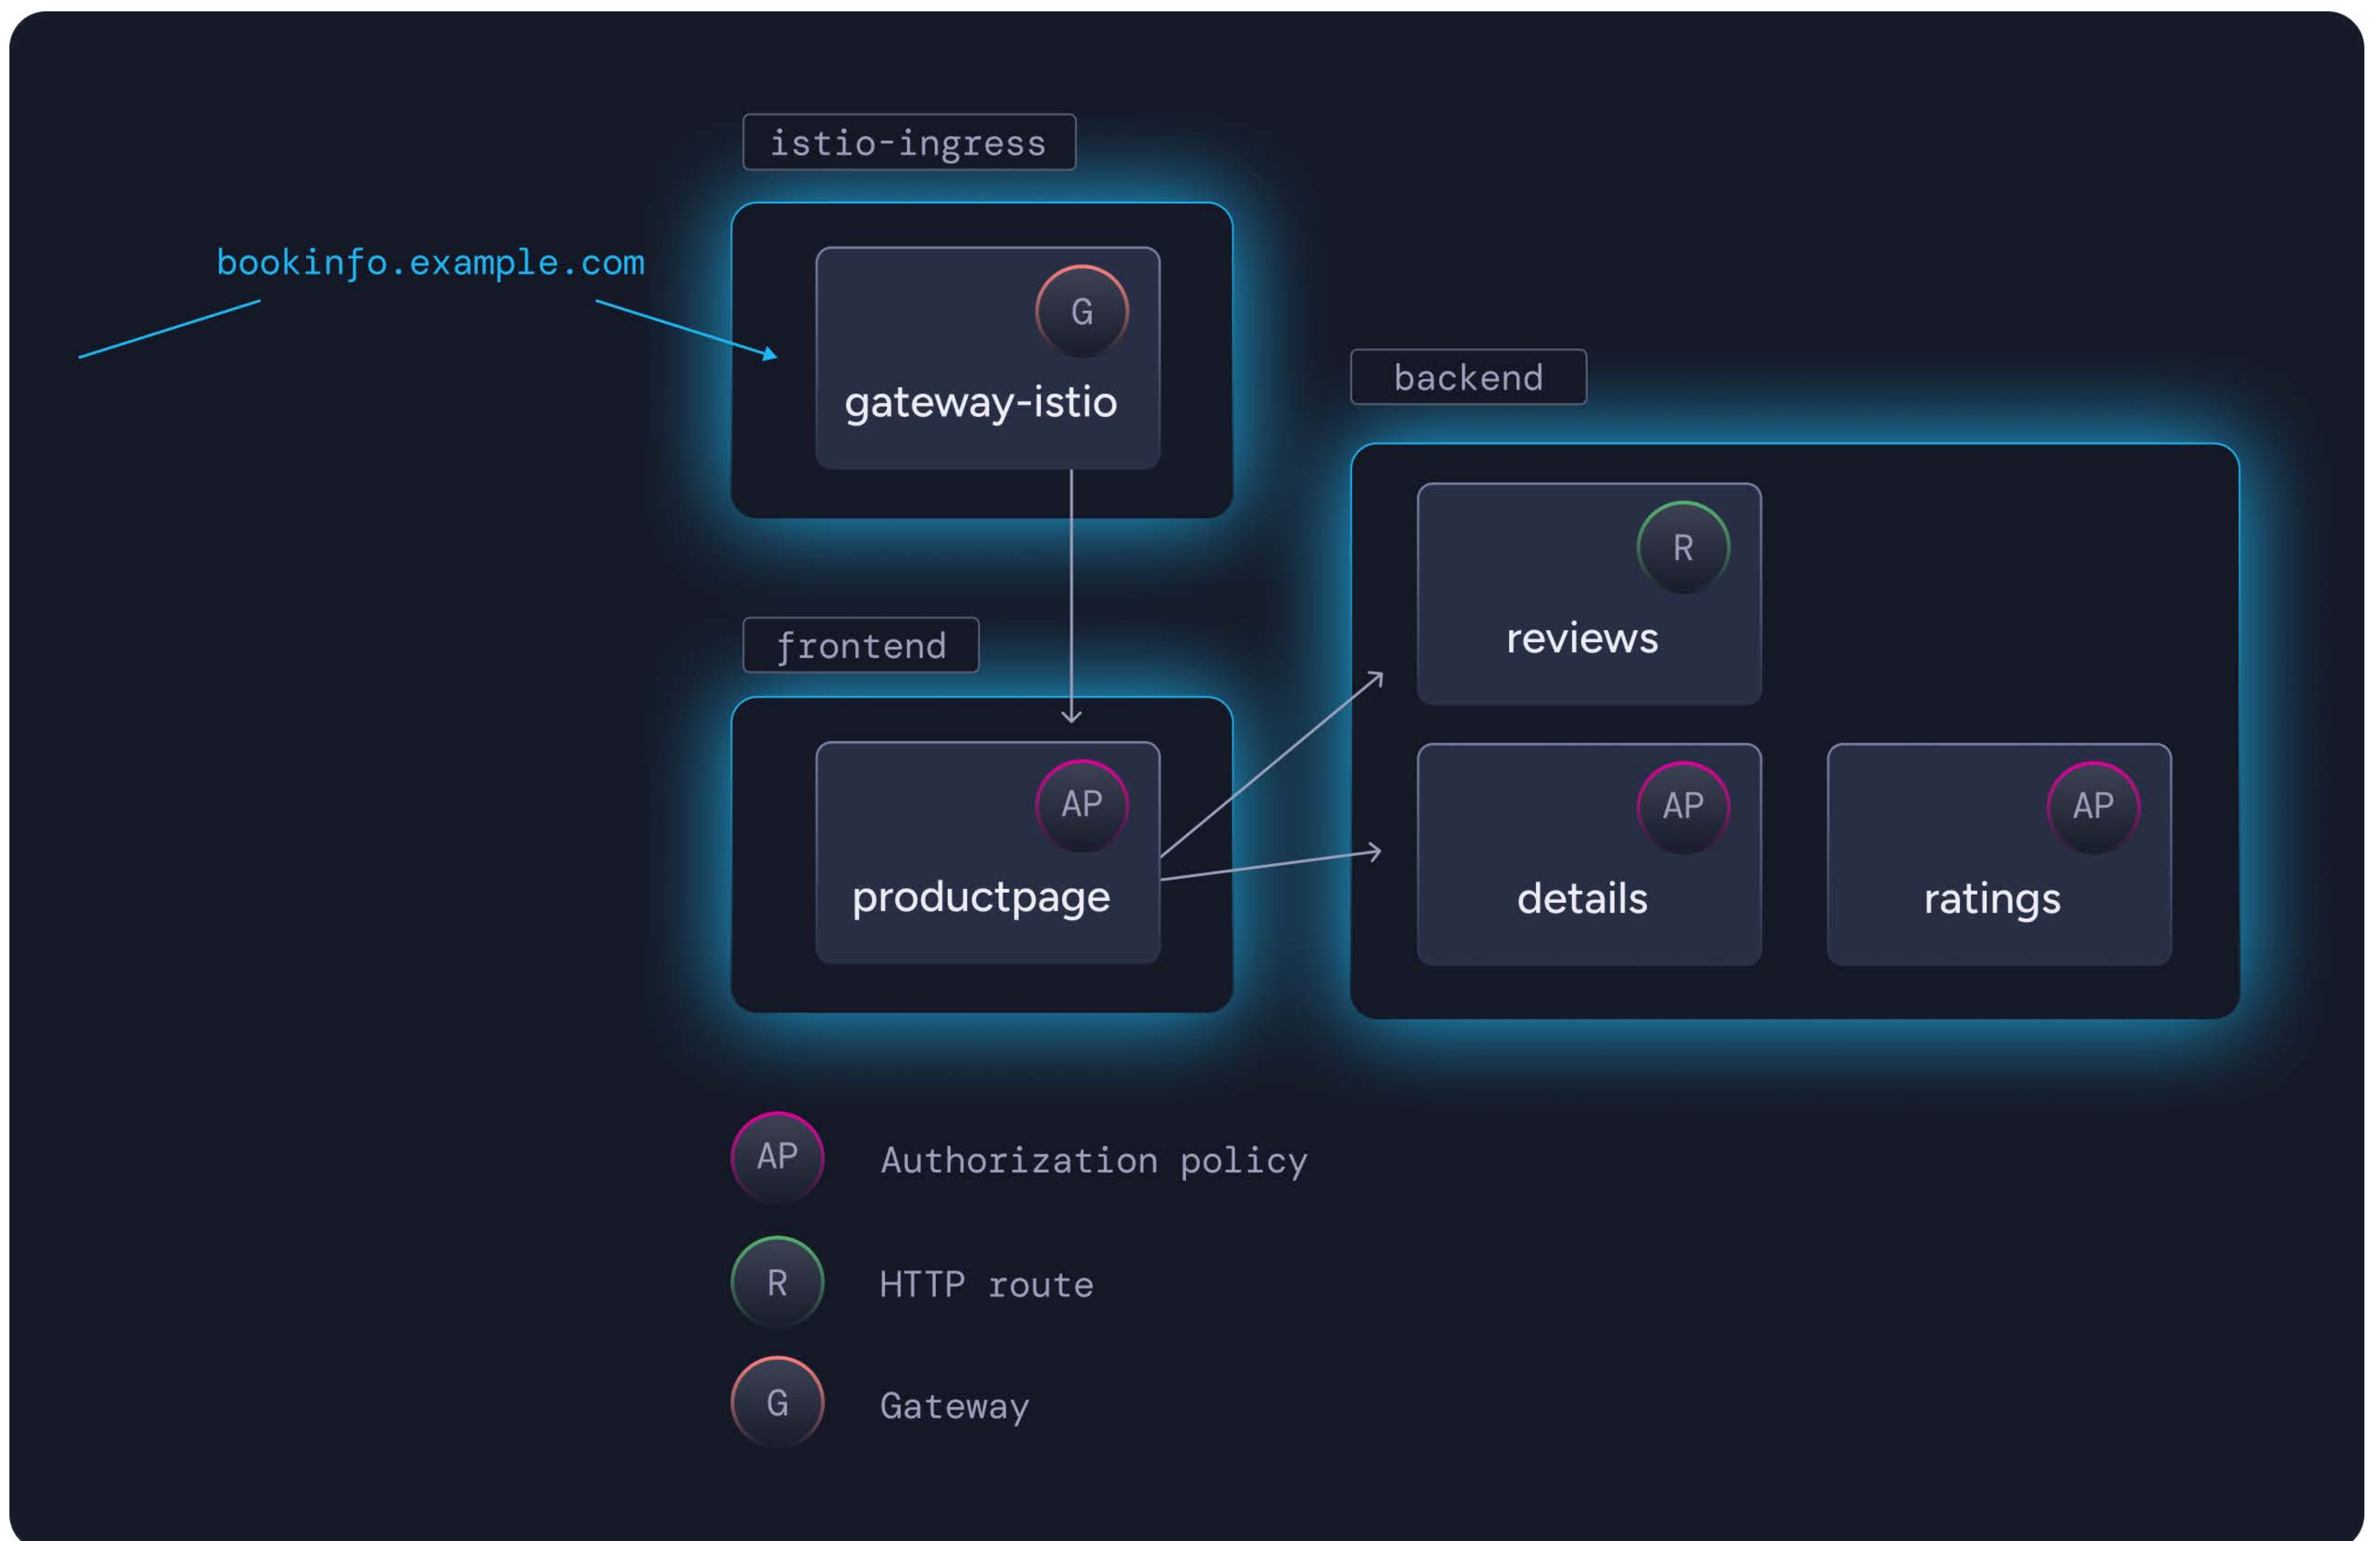 istio-ingress
bookinfo.example.com
G
gateway-istio
backend
R
reviews
frontend
AP
productpage
AP
details
AP
ratings
AP Authorization policy
R HTTP route
G Gateway